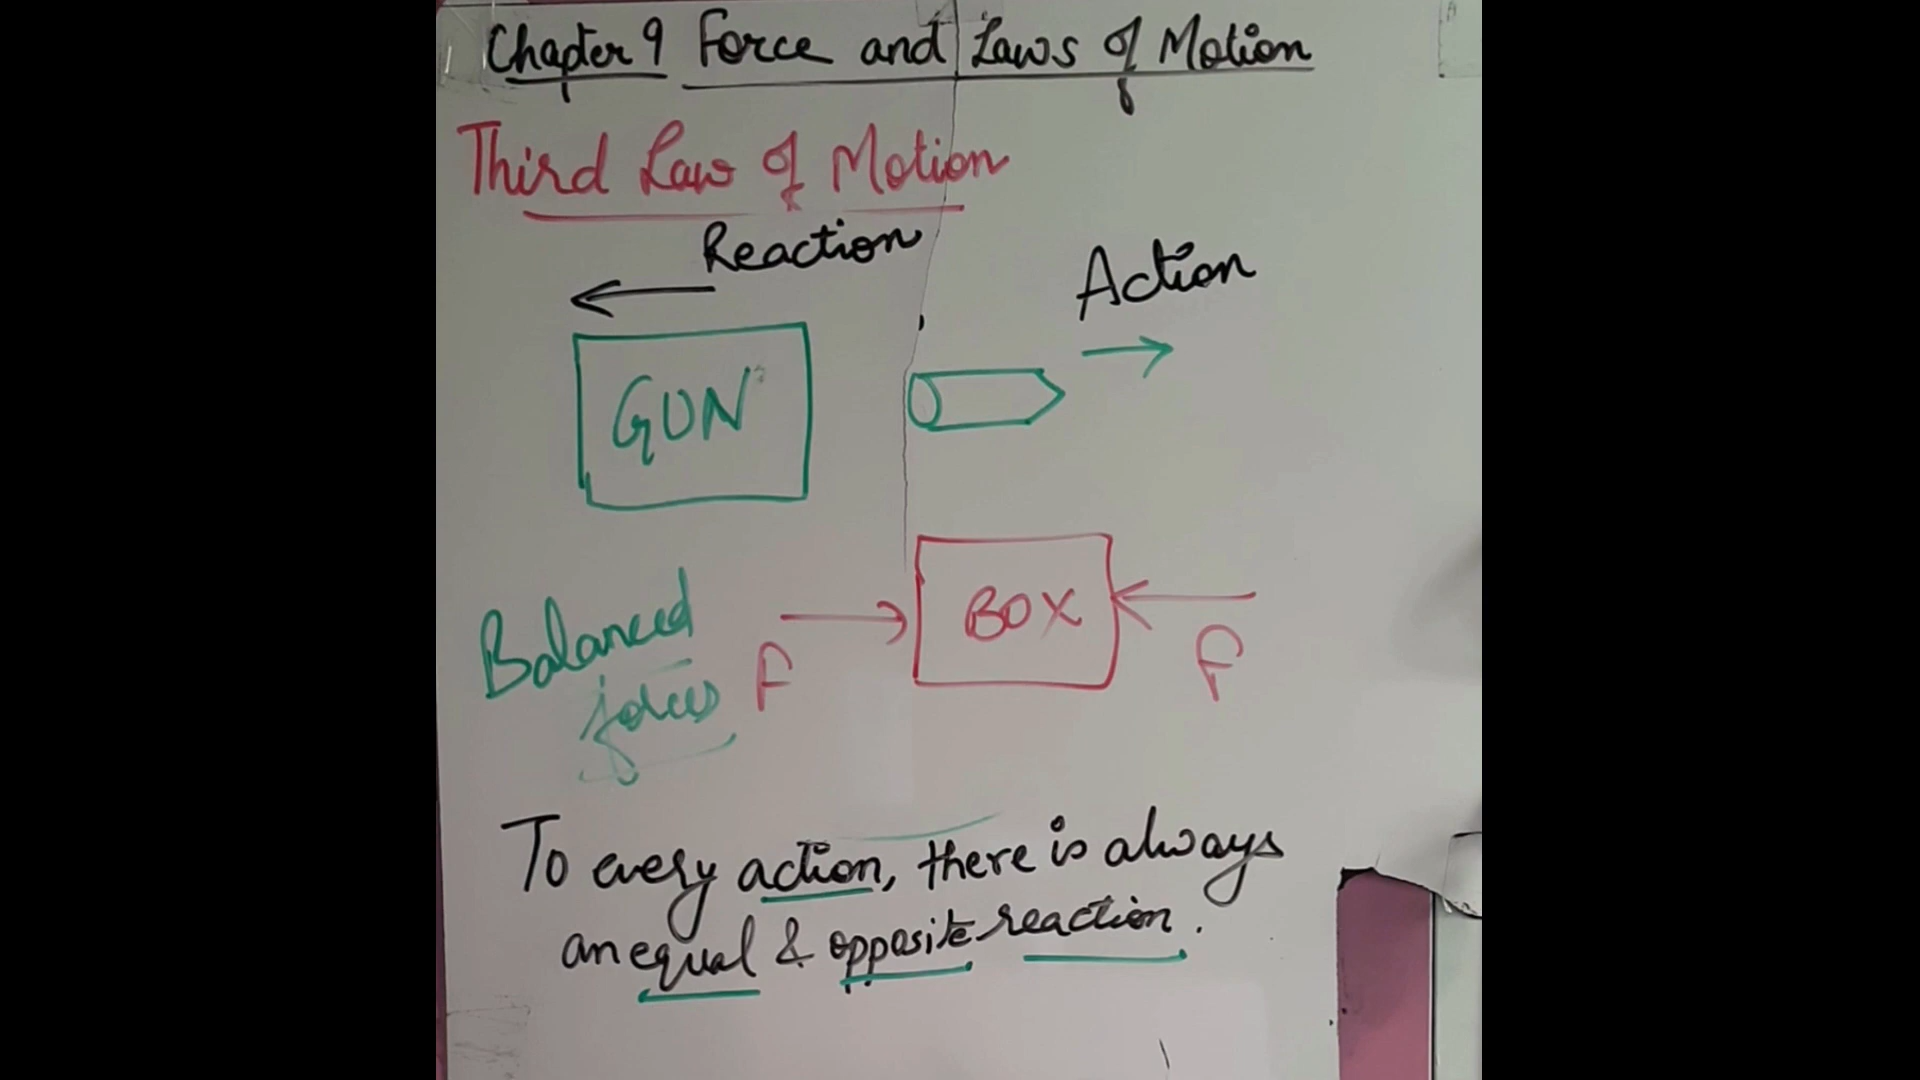 Chapter 9 Force and Laws of Motion
Third Law of Motion
Reaction
Action
GUN
BOX
Balanced
forces
F
F
To every action, there is always
an equal & opposite reaction.